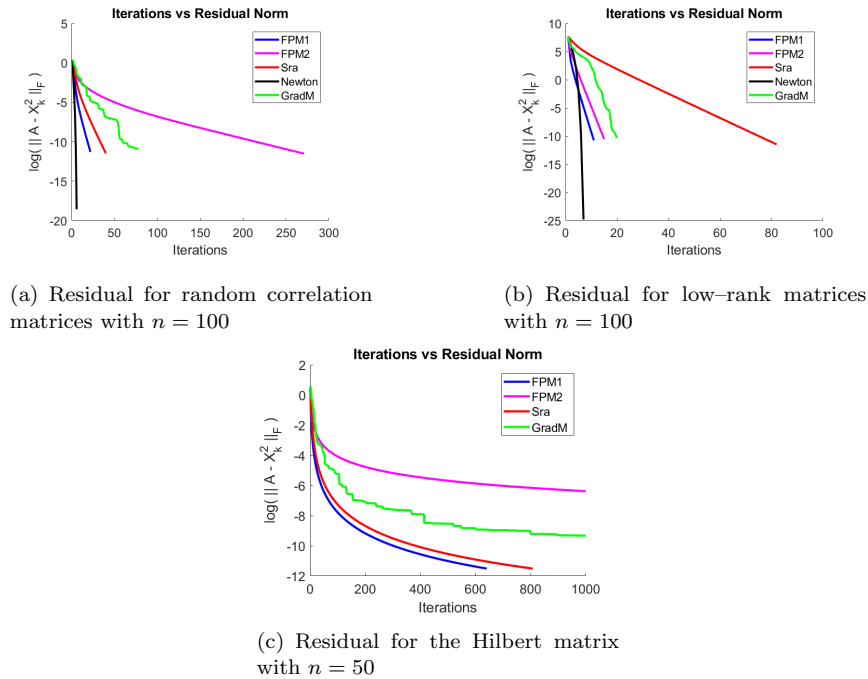 Iterations vs Residual Norm
log( || A - X_k^2 ||_F )
5
0
-5
-10
-15
-20
0 50 100 150 200 250 300
Iterations
FPM1
FPM2
Sra
Newton
GradM
(a) Residual for random correlation
matrices with n = 100
Iterations vs Residual Norm
log( || A - X_k^2 ||_F )
10
5
0
-5
-10
-15
-20
-25
0 20 40 60 80 100
Iterations
FPM1
FPM2
Sra
Newton
GradM
(b) Residual for low–rank matrices
with n = 100
Iterations vs Residual Norm
log( || A - X_k^2 ||_F )
2
0
-2
-4
-6
-8
-10
-12
0 200 400 600 800 1000
Iterations
FPM1
FPM2
Sra
GradM
(c) Residual for the Hilbert matrix
with n = 50